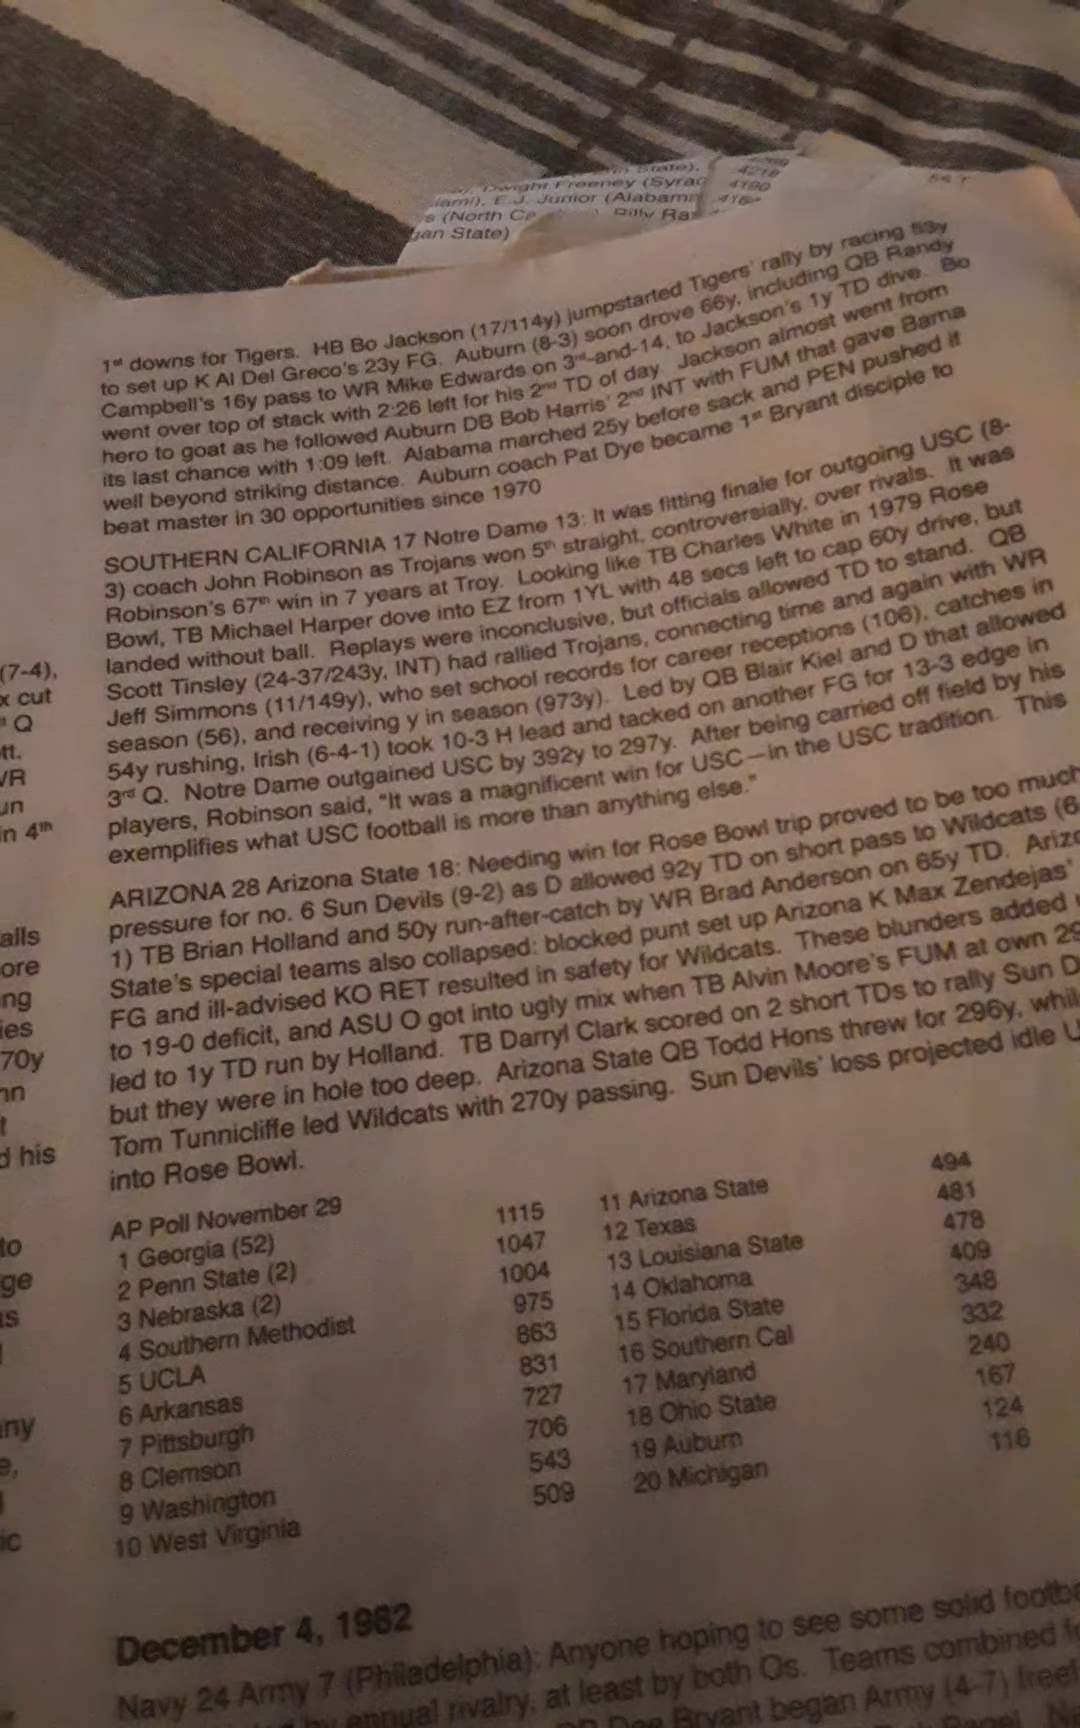 Dwight Freeney (Syrac
E.J. Junior (Alabama
(North Ca
Billy Ra
gan State)
4218
4190
1st downs for Tigers. HB Bo Jackson (17/114y) jumpstarted Tigers' rally by racing 53y
to set up K Al Del Greco's 23y FG. Auburn (8-3) soon drove 66y, including QB Randy
Campbell's 16y pass to WR Mike Edwards on 3rd-and-14, to Jackson's 1y TD dive. Bo
went over top of stack with 2:26 left for his 2nd TD of day Jackson almost went from
hero to goat as he followed Auburn DB Bob Harris' 2nd INT with FUM that gave Bama
its last chance with 1:09 left. Alabama marched 25y before sack and PEN pushed it
well beyond striking distance. Auburn coach Pat Dye became 1st Bryant disciple to
beat master in 30 opportunities since 1970
SOUTHERN CALIFORNIA 17 Notre Dame 13: It was fitting finale for outgoing USC (8-
3) coach John Robinson as Trojans won 5th straight, controversially, over rivals. It was
Robinson's 67th win in 7 years at Troy. Looking like TB Charles White in 1979 Rose
Bowl, TB Michael Harper dove into EZ from 1YL with 48 secs left to cap 60y drive, but
landed without ball. Replays were inconclusive, but officials allowed TD to stand. QB
Scott Tinsley (24-37/243y, INT) had rallied Trojans, connecting time and again with WR
Jeff Simmons (11/149y), who set school records for career receptions (106), catches in
season (56), and receiving y in season (973y). Led by QB Blair Kiel and D that allowed
54y rushing, Irish (6-4-1) took 10-3 H lead and tacked on another FG for 13-3 edge in
3rd Q. Notre Dame outgained USC by 392y to 297y. After being carried off field by his
players, Robinson said, "It was a magnificent win for USC—in the USC tradition. This
exemplifies what USC football is more than anything else."
ARIZONA 28 Arizona State 18: Needing win for Rose Bowl trip proved to be too much
pressure for no. 6 Sun Devils (9-2) as D allowed 92y TD on short pass to Wildcats (6-
1) TB Brian Holland and 50y run-after-catch by WR Brad Anderson on 65y TD. Arizo
State's special teams also collapsed: blocked punt set up Arizona K Max Zendejas'
FG and ill-advised KO RET resulted in safety for Wildcats. These blunders added
to 19-0 deficit, and ASU O got into ugly mix when TB Alvin Moore's FUM at own 29
led to 1y TD run by Holland. TB Darryl Clark scored on 2 short TDs to rally Sun D
but they were in hole too deep. Arizona State QB Todd Hons threw for 296y, whil
Tom Tunnicliffe led Wildcats with 270y passing. Sun Devils' loss projected idle U
into Rose Bowl.
AP Poll November 29
1 Georgia (52) 1115 11 Arizona State 494
2 Penn State (2) 1047 12 Texas 481
3 Nebraska (2) 1004 13 Louisiana State 478
4 Southern Methodist 975 14 Oklahoma 409
5 UCLA 863 15 Florida State 348
6 Arkansas 831 16 Southern Cal 332
7 Pittsburgh 727 17 Maryland 240
8 Clemson 706 18 Ohio State 167
9 Washington 543 19 Auburn 124
10 West Virginia 509 20 Michigan 116
December 4, 1982
Navy 24 Army 7 (Philadelphia): Anyone hoping to see some solid footba
annual rivalry, at least by both Os. Teams combined f
Bryant began Army (4-7)
(7-4),
x cut
Q
tt.
VR
un
in 4th
alls
ore
ng
ies
70y
nn
t
d his
to
ge
as
any
e,
ic